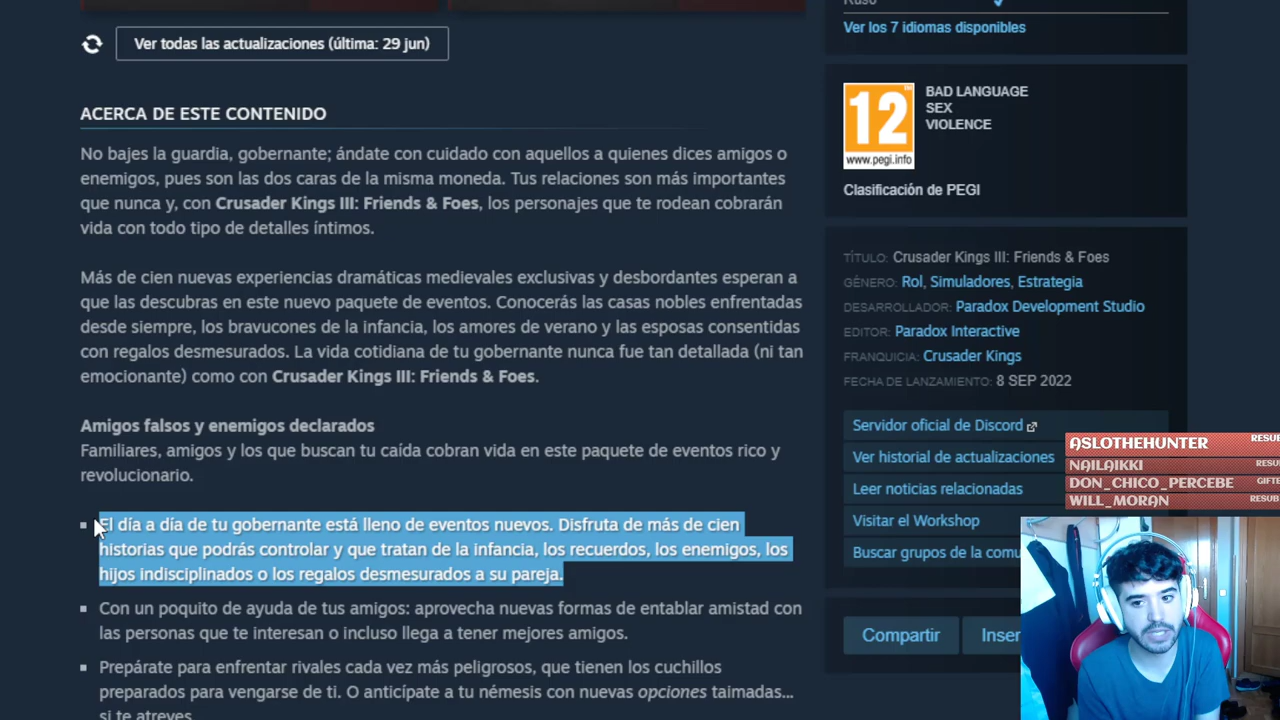 Ver todas las actualizaciones (última: 29 jun)
ACERCA DE ESTE CONTENIDO
No bajes la guardia, gobernante; ándate con cuidado con aquellos a quienes dices amigos o
enemigos, pues son las dos caras de la misma moneda. Tus relaciones son más importantes
que nunca y, con Crusader Kings III: Friends & Foes, los personajes que te rodean cobrarán
vida con todo tipo de detalles íntimos.
Más de cien nuevas experiencias dramáticas medievales exclusivas y desbordantes esperan a
que las descubras en este nuevo paquete de eventos. Conocerás las casas nobles enfrentadas
desde siempre, los bravucones de la infancia, los amores de verano y las esposas consentidas
con regalos desmesurados. La vida cotidiana de tu gobernante nunca fue tan detallada (ni tan
emocionante) como con Crusader Kings III: Friends & Foes.
Amigos falsos y enemigos declarados
Familiares, amigos y los que buscan tu caída cobran vida en este paquete de eventos rico y
revolucionario.
El día a día de tu gobernante está lleno de eventos nuevos. Disfruta de más de cien
historias que podrás controlar y que tratan de la infancia, los recuerdos, los enemigos, los
hijos indisciplinados o los regalos desmesurados a su pareja.
Con un poquito de ayuda de tus amigos: aprovecha nuevas formas de entablar amistad con
las personas que te interesan o incluso llega a tener mejores amigos.
Prepárate para enfrentar rivales cada vez más peligrosos, que tienen los cuchillos
preparados para vengarse de ti. O anticípate a tu némesis con nuevas opciones taimadas...
si te atreves.
Ruso
Ver los 7 idiomas disponibles
12
www.pegi.info
BAD LANGUAGE
SEX
VIOLENCE
Clasificación de PEGI
TÍTULO: Crusader Kings III: Friends & Foes
GÉNERO: Rol, Simuladores, Estrategia
DESARROLLADOR: Paradox Development Studio
EDITOR: Paradox Interactive
FRANQUICIA: Crusader Kings
FECHA DE LANZAMIENTO: 8 SEP 2022
Servidor oficial de Discord
Ver historial de actualizaciones
Leer noticias relacionadas
Visitar el Workshop
Buscar grupos de la comu
Compartir
Inser
ASLOTHEHUNTER RESUB
NAILAIKKI RESU
DON_CHICO_PERCEBE GIFTE
WILL_MORAN RESUB